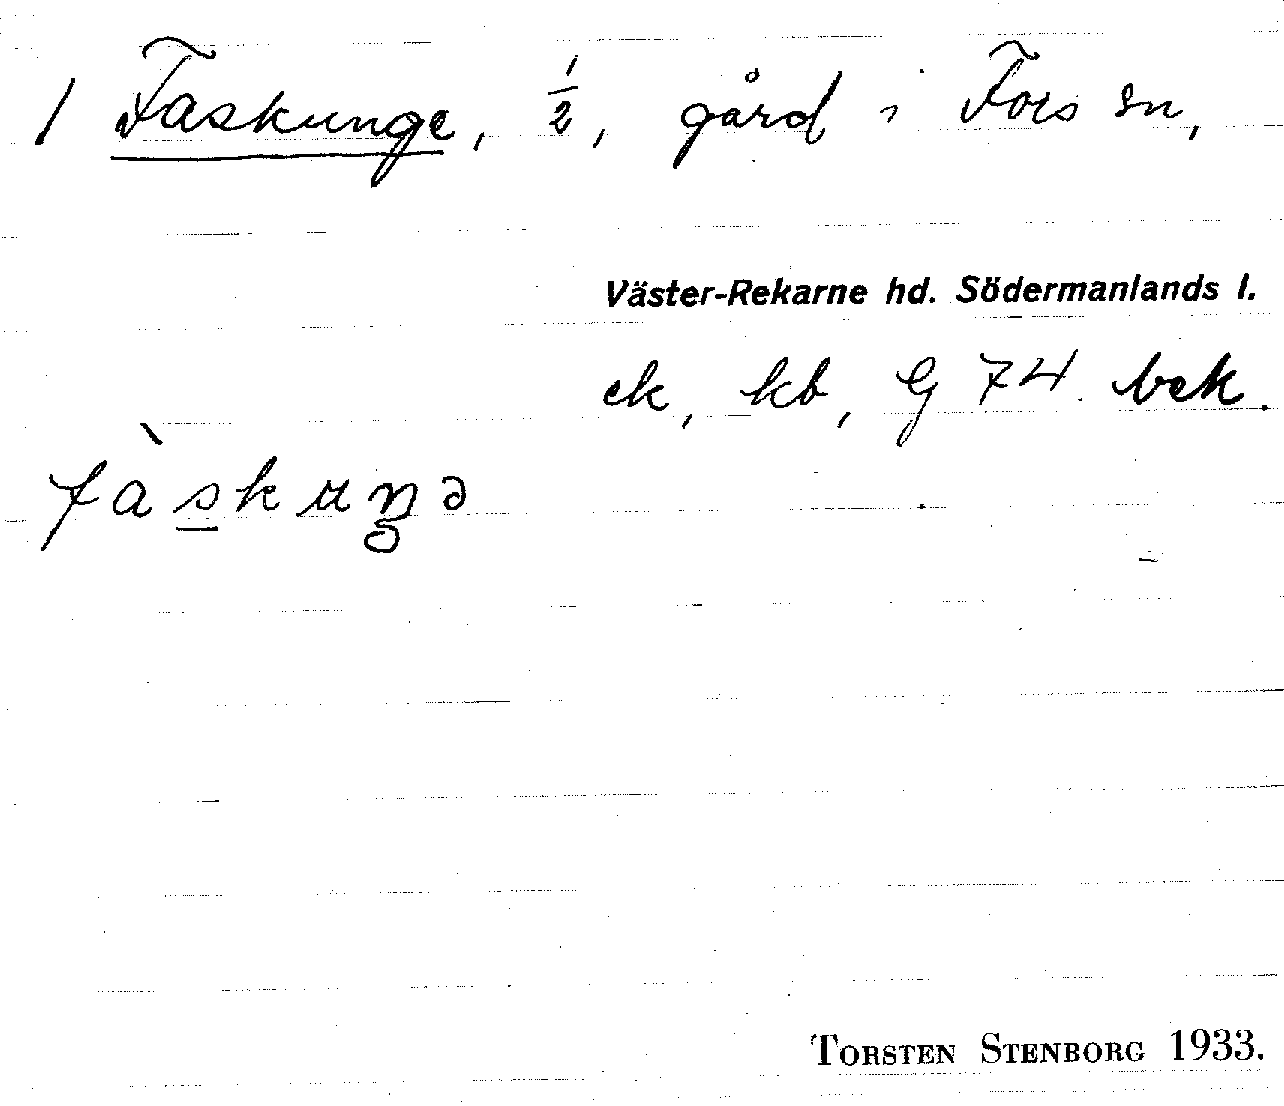 1 Faskunge, 1/2, gård i Fors sn,
Väster-Rekarne hd. Södermanlands l.
ek, kb, G 74 bek.
fàskuŋə
TORSTEN STENBORG 1933.